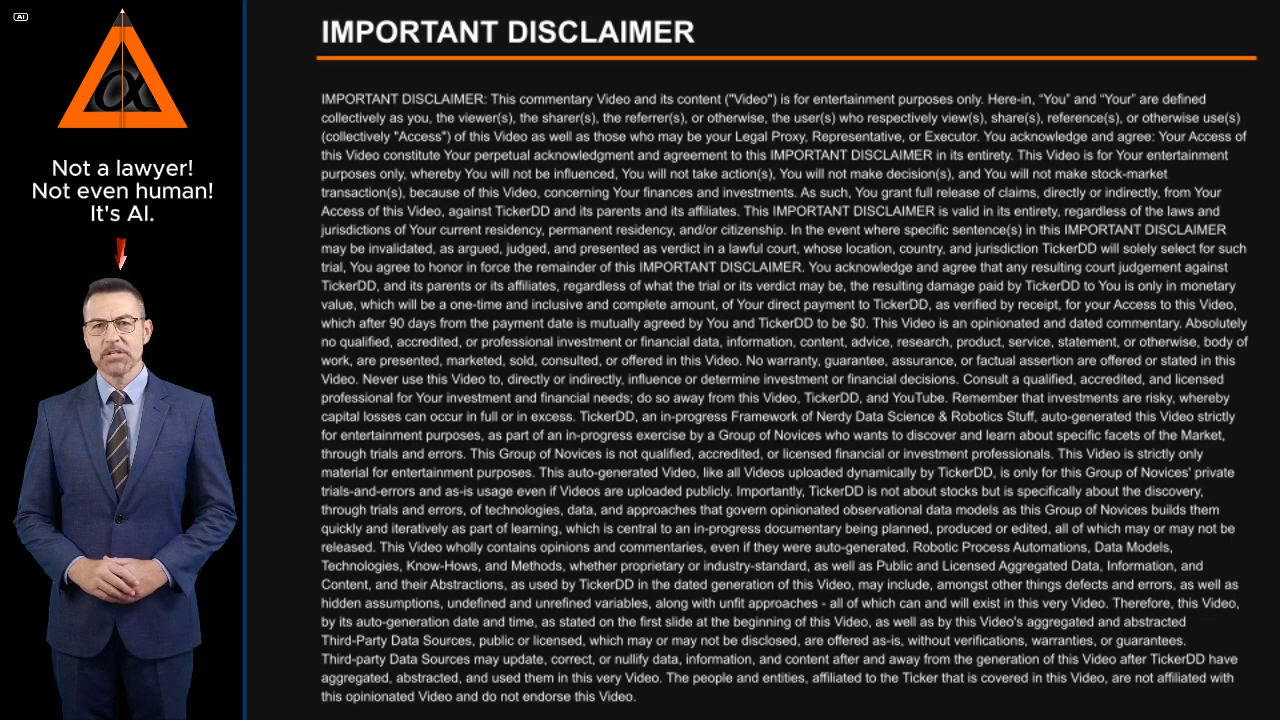 AI
IMPORTANT DISCLAIMER
α
Not a lawyer!
Not even human!
It's AI.
IMPORTANT DISCLAIMER: This commentary Video and its content ("Video") is for entertainment purposes only. Here-in, “You” and “Your” are defined
collectively as you, the viewer(s), the sharer(s), the referrer(s), or otherwise, the user(s) who respectively view(s), share(s), reference(s), or otherwise use(s)
(collectively "Access") of this Video as well as those who may be your Legal Proxy, Representative, or Executor. You acknowledge and agree: Your Access of
this Video constitute Your perpetual acknowledgment and agreement to this IMPORTANT DISCLAIMER in its entirety. This Video is for Your entertainment
purposes only, whereby You will not be influenced, You will not take action(s), You will not make decision(s), and You will not make stock-market
transaction(s), because of this Video, concerning Your finances and investments. As such, You grant full release of claims, directly or indirectly, from Your
Access of this Video, against TickerDD and its parents and its affiliates. This IMPORTANT DISCLAIMER is valid in its entirety, regardless of the laws and
jurisdictions of Your current residency, permanent residency, and/or citizenship. In the event where specific sentence(s) in this IMPORTANT DISCLAIMER
may be invalidated, as argued, judged, and presented as verdict in a lawful court, whose location, country, and jurisdiction TickerDD will solely select for such
trial, You agree to honor in force the remainder of this IMPORTANT DISCLAIMER. You acknowledge and agree that any resulting court judgement against
TickerDD, and its parents or its affiliates, regardless of what the trial or its verdict may be, the resulting damage paid by TickerDD to You is only in monetary
value, which will be a one-time and inclusive and complete amount, of Your direct payment to TickerDD, as verified by receipt, for your Access to this Video,
which after 90 days from the payment date is mutually agreed by You and TickerDD to be $0. This Video is an opinionated and dated commentary. Absolutely
no qualified, accredited, or professional investment or financial data, information, content, advice, research, product, service, statement, or otherwise, body of
work, are presented, marketed, sold, consulted, or offered in this Video. No warranty, guarantee, assurance, or factual assertion are offered or stated in this
Video. Never use this Video to, directly or indirectly, influence or determine investment or financial decisions. Consult a qualified, accredited, and licensed
professional for Your investment and financial needs; do so away from this Video, TickerDD, and YouTube. Remember that investments are risky, whereby
capital losses can occur in full or in excess. TickerDD, an in-progress Framework of Nerdy Data Science & Robotics Stuff, auto-generated this Video strictly
for entertainment purposes, as part of an in-progress exercise by a Group of Novices who wants to discover and learn about specific facets of the Market,
through trials and errors. This Group of Novices is not qualified, accredited, or licensed financial or investment professionals. This Video is strictly only
material for entertainment purposes. This auto-generated Video, like all Videos uploaded dynamically by TickerDD, is only for this Group of Novices' private
trials-and-errors and as-is usage even if Videos are uploaded publicly. Importantly, TickerDD is not about stocks but is specifically about the discovery,
through trials and errors, of technologies, data, and approaches that govern opinionated observational data models as this Group of Novices builds them
quickly and iteratively as part of learning, which is central to an in-progress documentary being planned, produced or edited, all of which may or may not be
released. This Video wholly contains opinions and commentaries, even if they were auto-generated. Robotic Process Automations, Data Models,
Technologies, Know-Hows, and Methods, whether proprietary or industry-standard, as well as Public and Licensed Aggregated Data, Information, and
Content, and their Abstractions, as used by TickerDD in the dated generation of this Video, may include, amongst other things defects and errors, as well as
hidden assumptions, undefined and unrefined variables, along with unfit approaches - all of which can and will exist in this very Video. Therefore, this Video,
by its auto-generation date and time, as stated on the first slide at the beginning of this Video, as well as by this Video's aggregated and abstracted
Third-Party Data Sources, public or licensed, which may or may not be disclosed, are offered as-is, without verifications, warranties, or guarantees.
Third-party Data Sources may update, correct, or nullify data, information, and content after and away from the generation of this Video after TickerDD have
aggregated, abstracted, and used them in this very Video. The people and entities, affiliated to the Ticker that is covered in this Video, are not affiliated with
this opinionated Video and do not endorse this Video.